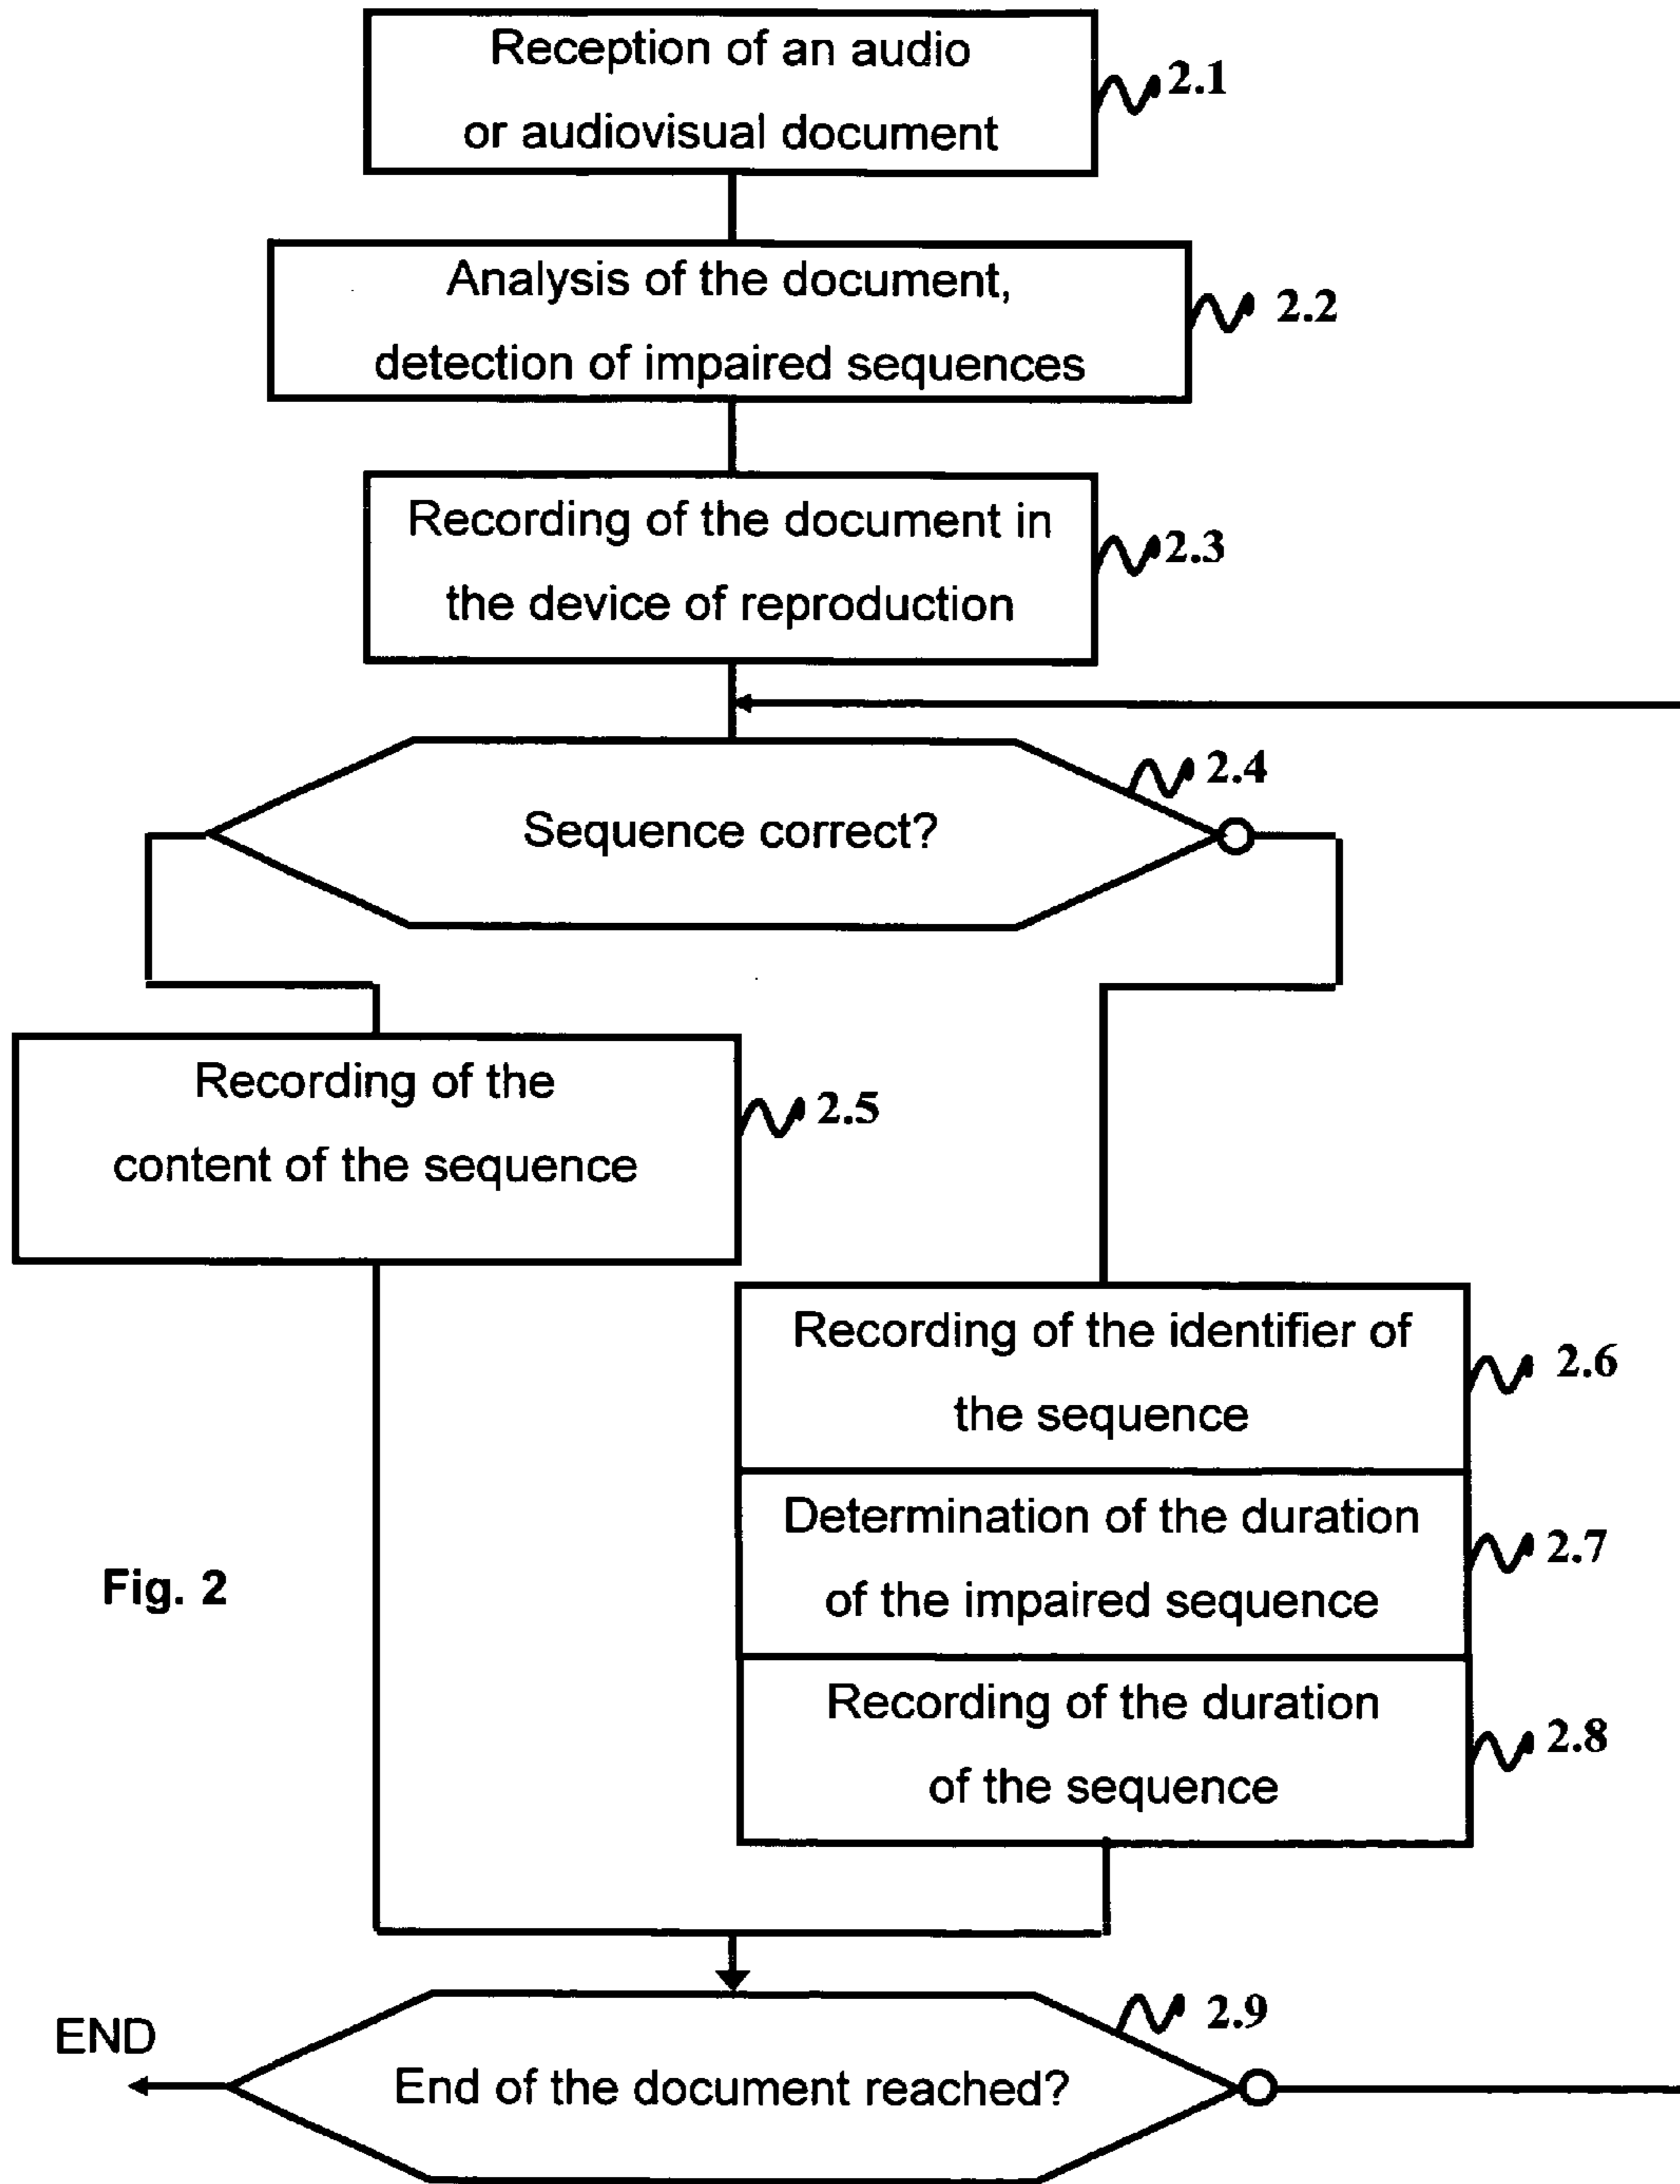 Reception of an audio
or audiovisual document
2.1
Analysis of the document,
detection of impaired sequences
2.2
Recording of the document in
the device of reproduction
2.3
Sequence correct?
2.4
Recording of the
content of the sequence
2.5
Recording of the identifier of
the sequence
2.6
Determination of the duration
of the impaired sequence
2.7
Fig. 2
Recording of the duration
of the sequence
2.8
END
End of the document reached?
2.9